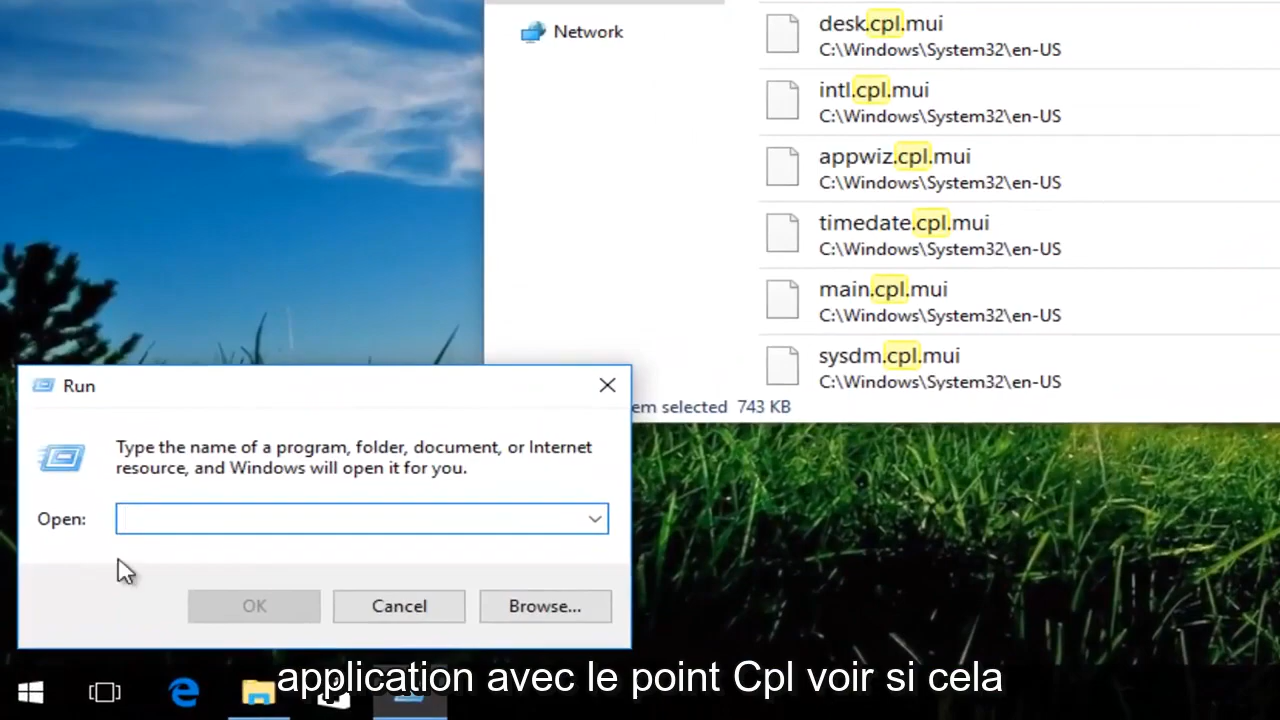 Network
desk.cpl.mui
C:\Windows\System32\en-US
intl.cpl.mui
C:\Windows\System32\en-US
appwiz.cpl.mui
C:\Windows\System32\en-US
timedate.cpl.mui
C:\Windows\System32\en-US
main.cpl.mui
C:\Windows\System32\en-US
sysdm.cpl.mui
C:\Windows\System32\en-US
em selected 743 KB
Run
Type the name of a program, folder, document, or Internet
resource, and Windows will open it for you.
Open:
OK
Cancel
Browse...
application avec le point Cpl voir si cela